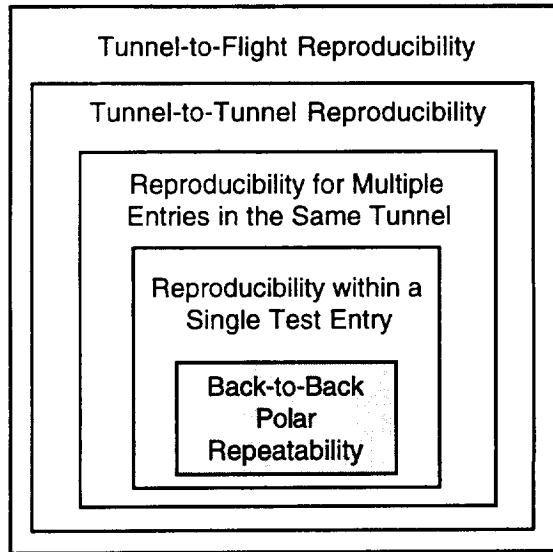 Tunnel-to-Flight Reproducibility
Tunnel-to-Tunnel Reproducibility
Reproducibility for Multiple
Entries in the Same Tunnel
Reproducibility within a
Single Test Entry
Back-to-Back
Polar
Repeatability